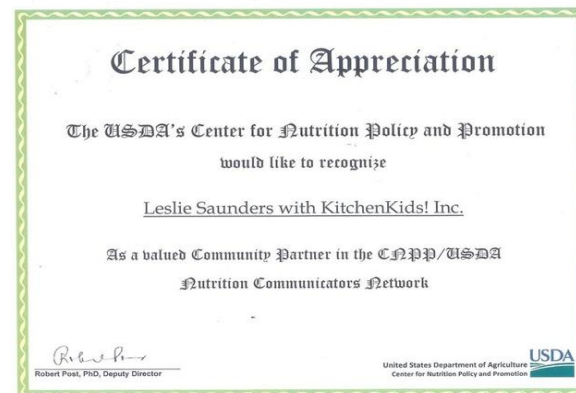 Certificate of Appreciation
The USDA's Center for Nutrition Policy and Promotion
would like to recognize
Leslie Saunders with KitchenKids! Inc.
As a valued Community Partner in the CNPP/USDA
Nutrition Communicators Network
Robert Post, PhD, Deputy Director
United States Department of Agriculture
Center for Nutrition Policy and Promotion
USDA